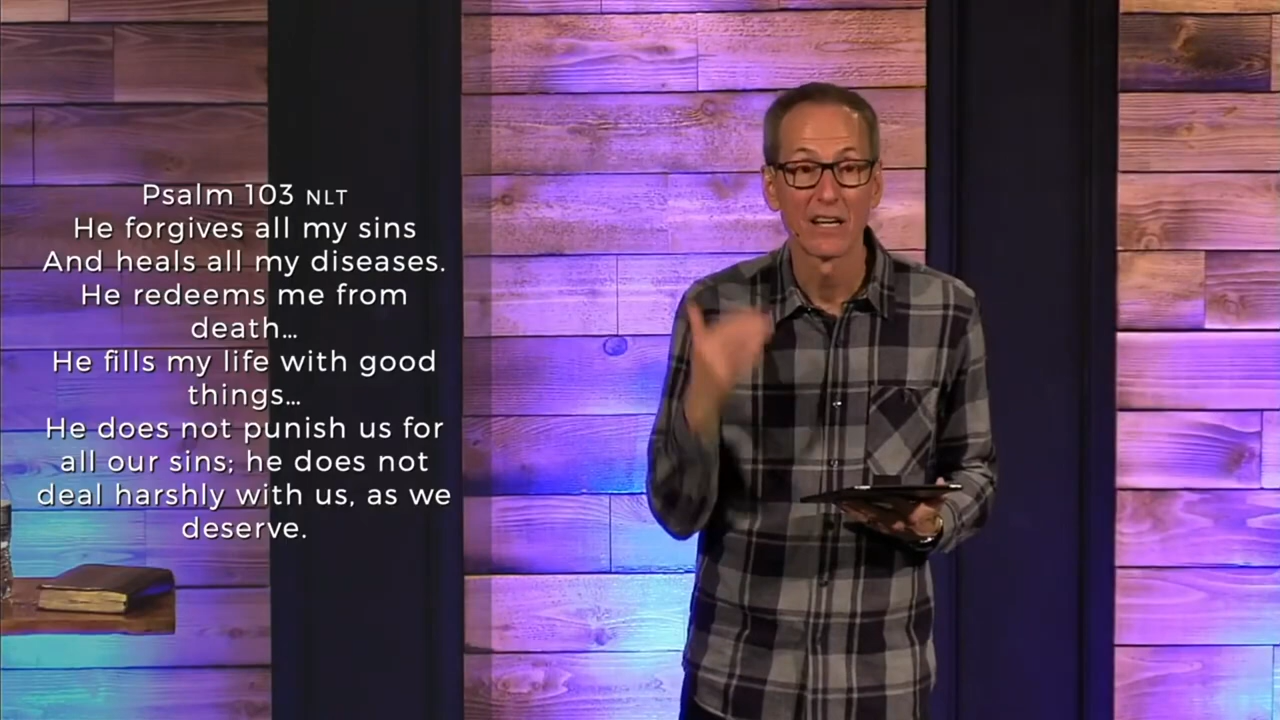 Psalm 103 NLT
He forgives all my sins
And heals all my diseases.
He redeems me from
death…
He fills my life with good
things…
He does not punish us for
all our sins; he does not
deal harshly with us, as we
deserve.